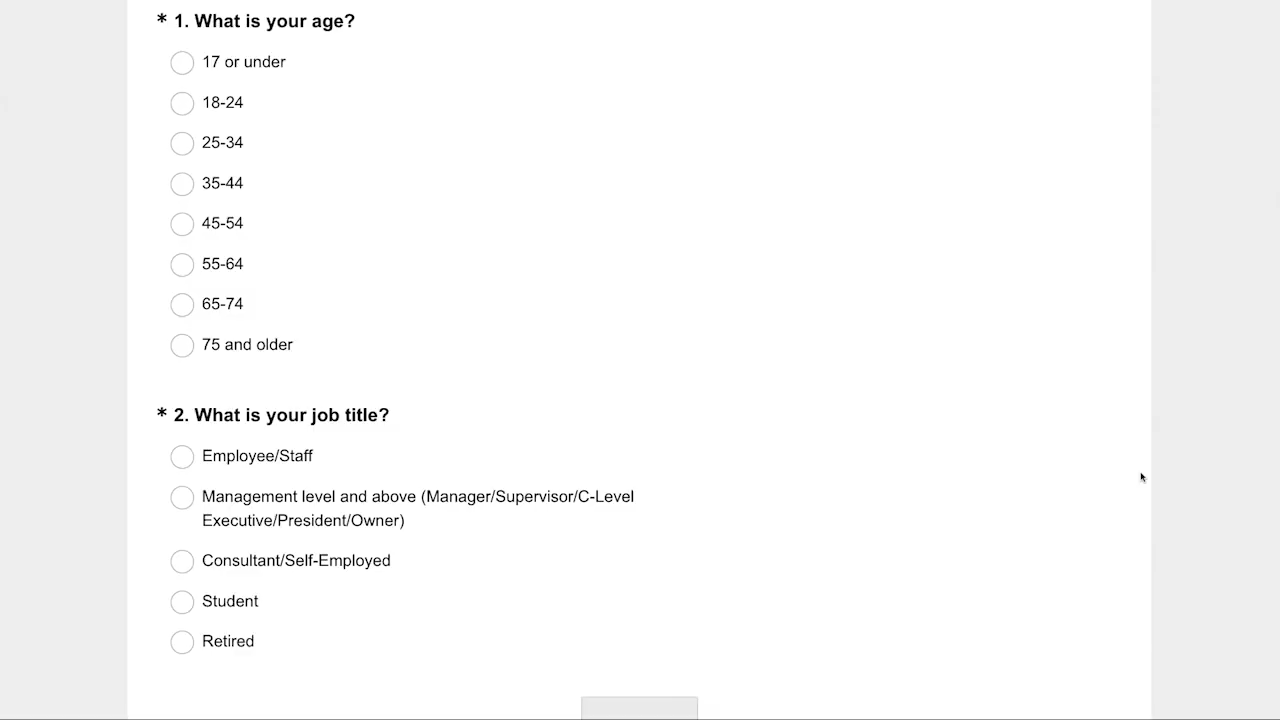 * 1. What is your age?
17 or under
18-24
25-34
35-44
45-54
55-64
65-74
75 and older
* 2. What is your job title?
Employee/Staff
Management level and above (Manager/Supervisor/C-Level
Executive/President/Owner)
Consultant/Self-Employed
Student
Retired